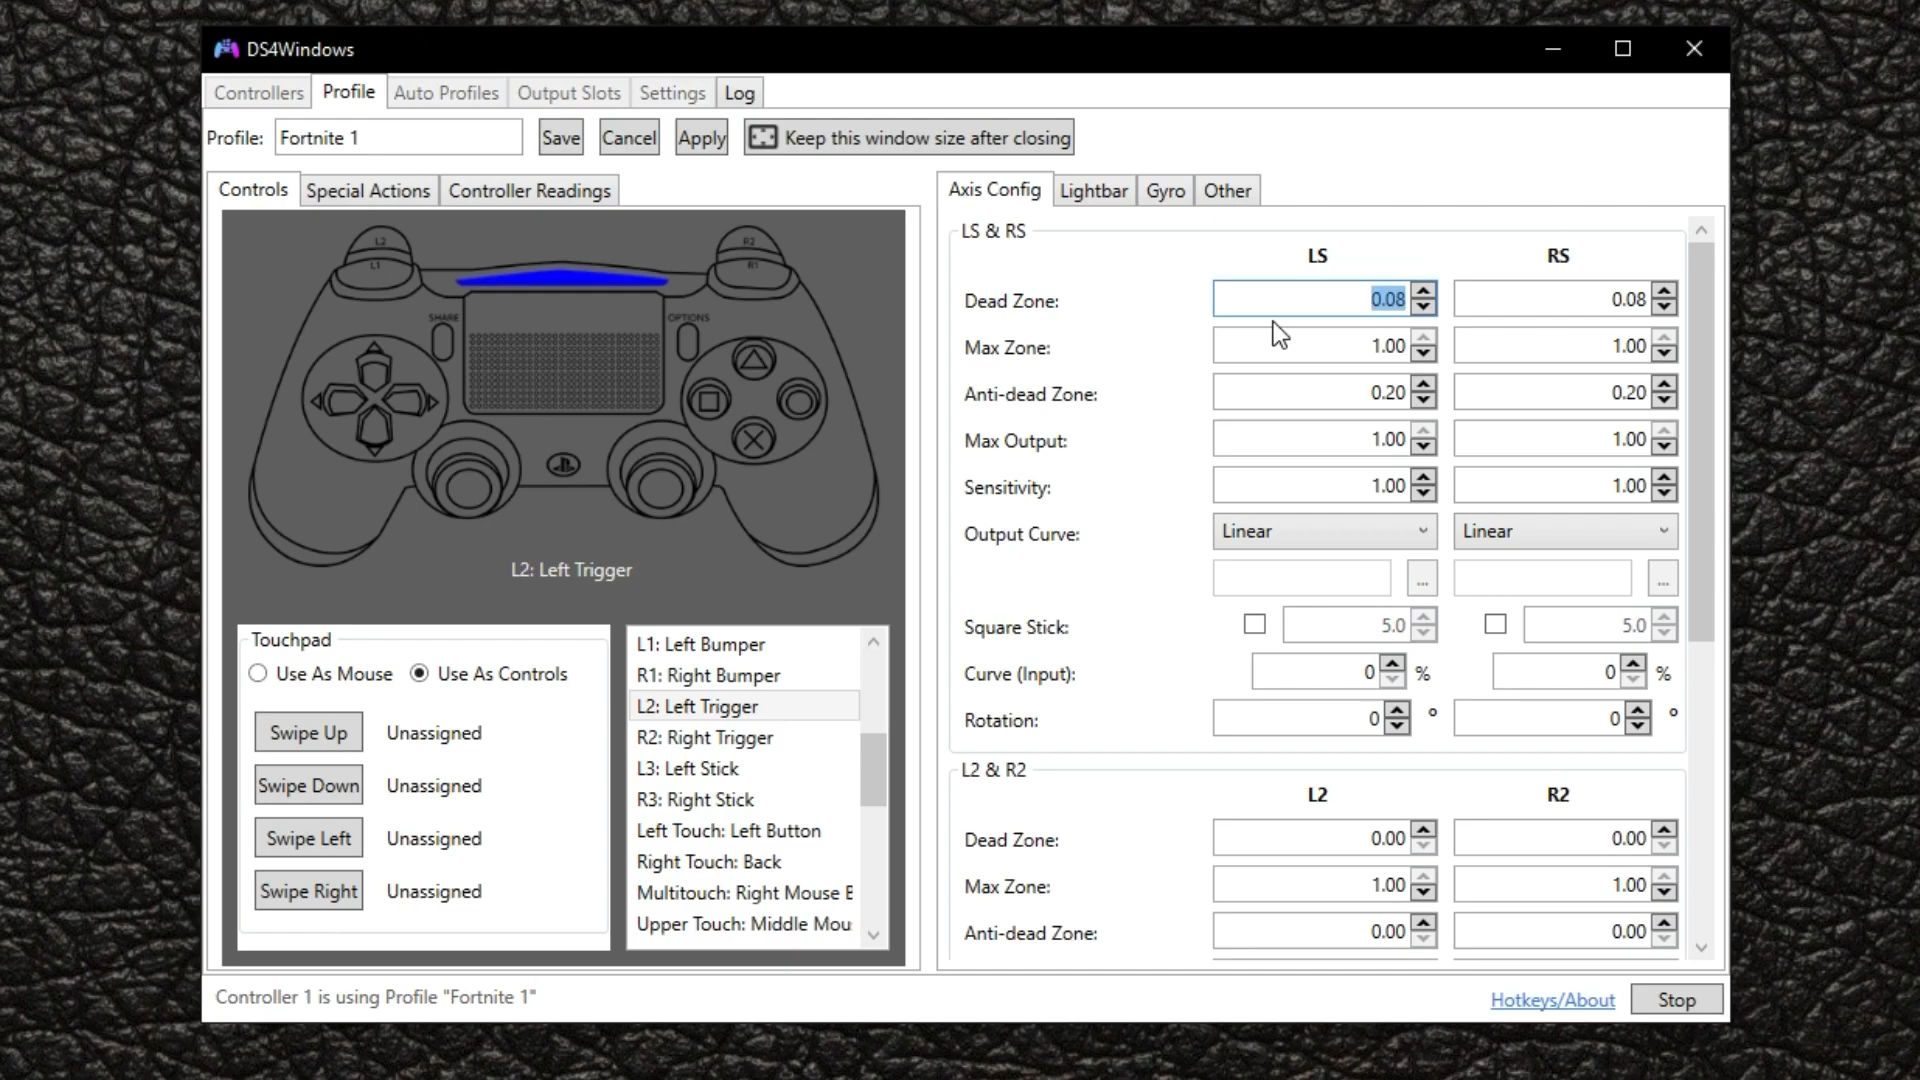 DS4Windows
Controllers Profile Auto Profiles Output Slots Settings Log
Profile: Fortnite 1 Save Cancel Apply Keep this window size after closing
Controls Special Actions Controller Readings
L2 R2
L1 R1
SHARE OPTIONS
L2: Left Trigger
Touchpad
Use As Mouse Use As Controls
Swipe Up Unassigned
Swipe Down Unassigned
Swipe Left Unassigned
Swipe Right Unassigned
L1: Left Bumper
R1: Right Bumper
L2: Left Trigger
R2: Right Trigger
L3: Left Stick
R3: Right Stick
Left Touch: Left Button
Right Touch: Back
Multitouch: Right Mouse B
Upper Touch: Middle Mou
Axis Config Lightbar Gyro Other
LS & RS
LS RS
Dead Zone: 0.08 0.08
Max Zone: 1.00 1.00
Anti-dead Zone: 0.20 0.20
Max Output: 1.00 1.00
Sensitivity: 1.00 1.00
Output Curve: Linear Linear
... ...
Square Stick: 5.0 5.0
Curve (Input): 0 % 0 %
Rotation: 0 ° 0 °
L2 & R2
L2 R2
Dead Zone: 0.00 0.00
Max Zone: 1.00 1.00
Anti-dead Zone: 0.00 0.00
Controller 1 is using Profile "Fortnite 1"
Hotkeys/About Stop